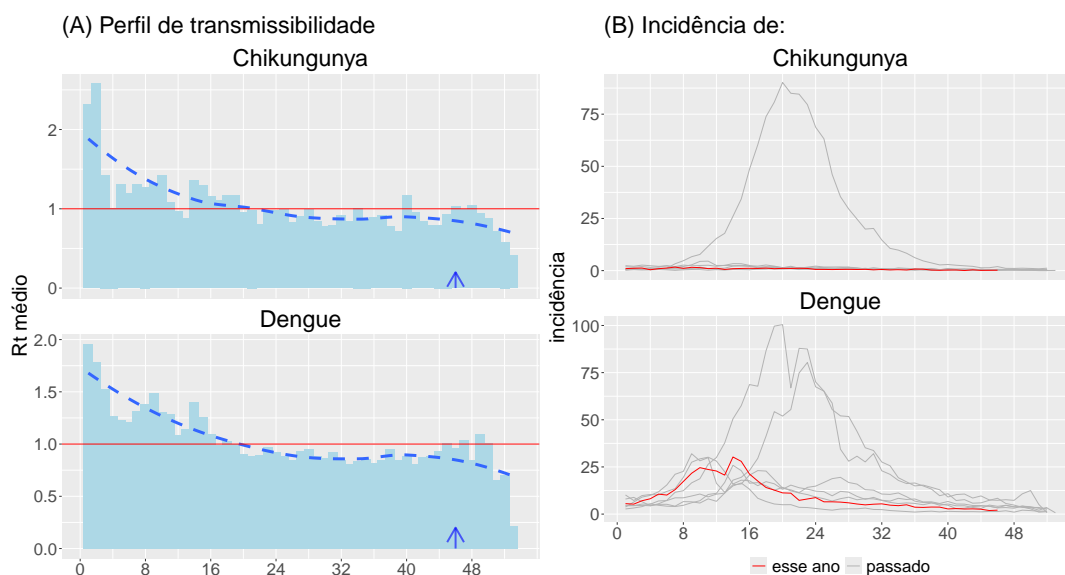 (A) Perfil de transmissibilidade
Chikungunya
2
1
0
Dengue
2.0
1.5
1.0
0.5
0.0
0 8 16 24 32 40 48
Rt médio
(B) Incidência de:
Chikungunya
75
50
25
0
Dengue
100
75
50
25
0
0 8 16 24 32 40 48
incidência
esse ano passado